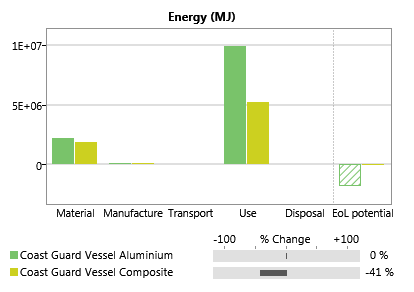 Energy (MJ)
1E+07
5E+06
0
Material Manufacture Transport Use Disposal EoL potential
-100 % Change +100
Coast Guard Vessel Aluminium 0 %
Coast Guard Vessel Composite -41 %